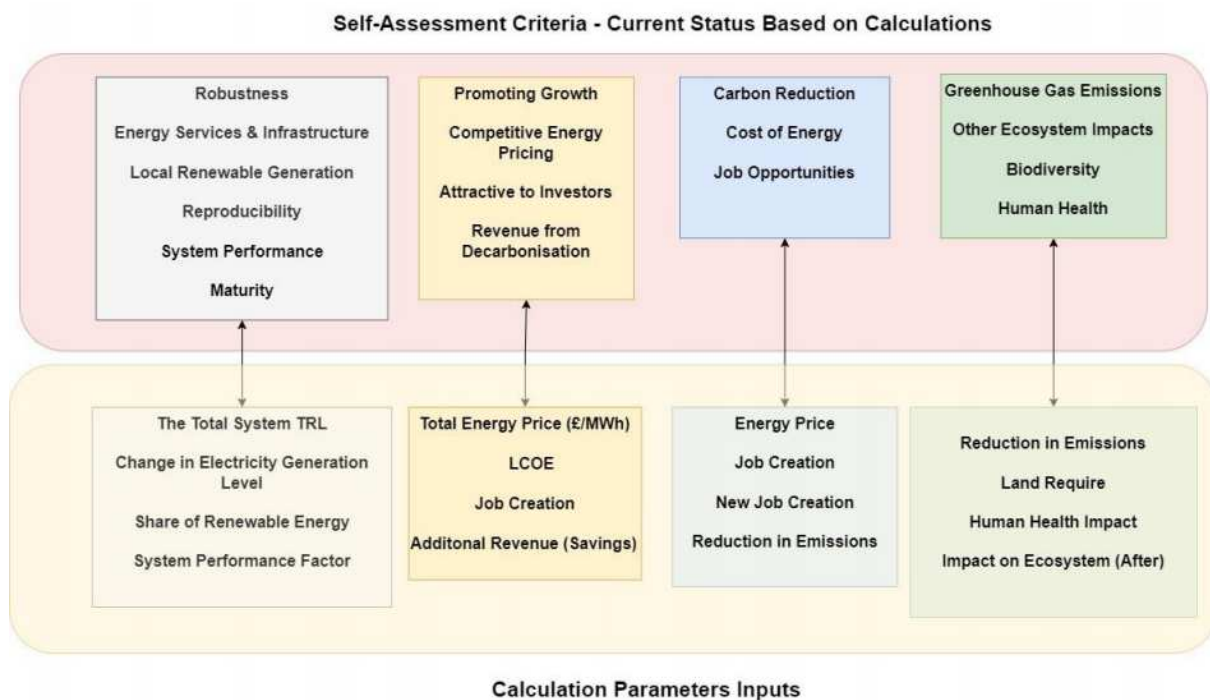 Self-Assessment Criteria - Current Status Based on Calculations
Robustness
Energy Services & Infrastructure
Local Renewable Generation
Reproducibility
System Performance
Maturity
Promoting Growth
Competitive Energy
Pricing
Attractive to Investors
Revenue from
Decarbonisation
Carbon Reduction
Cost of Energy
Job Opportunities
Greenhouse Gas Emissions
Other Ecosystem Impacts
Biodiversity
Human Health
The Total System TRL
Change in Electricity Generation
Level
Share of Renewable Energy
System Performance Factor
Total Energy Price (£/MWh)
LCOE
Job Creation
Additonal Revenue (Savings)
Energy Price
Job Creation
New Job Creation
Reduction in Emissions
Reduction in Emissions
Land Require
Human Health Impact
Impact on Ecosystem (After)
Calculation Parameters Inputs